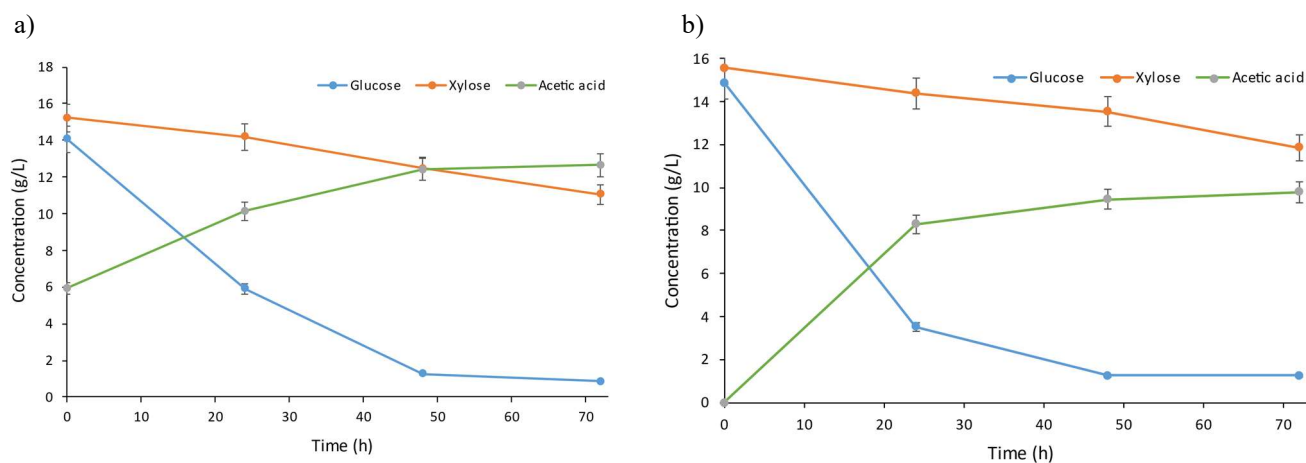 a)
18
16
14
12
10
8
6
4
2
0
Concentration (g/L)
Glucose Xylose Acetic acid
0 10 20 30 40 50 60 70
Time (h)
b)
16
14
12
10
8
6
4
2
0
Concentration (g/L)
Glucose Xylose Acetic acid
0 10 20 30 40 50 60 70
Time (h)